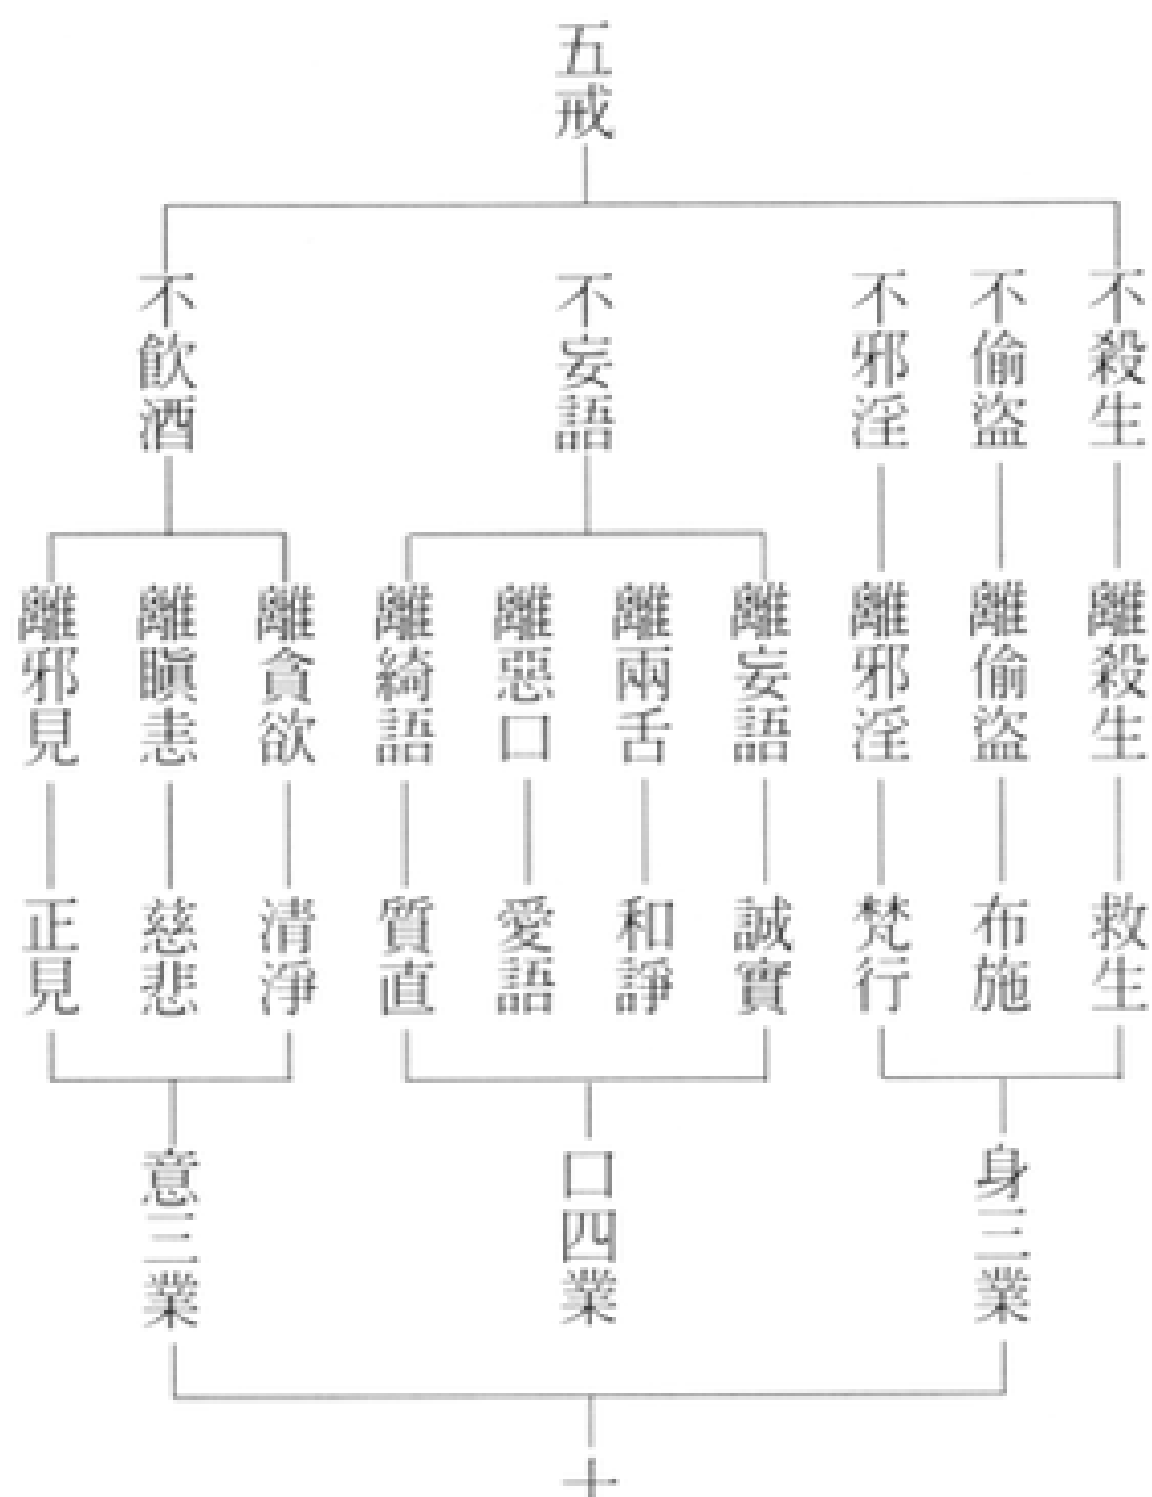 五戒
不殺生
不偷盜
不邪淫
不妄語
不飲酒
離殺生
離偷盜
離邪淫
離妄語
離兩舌
離惡口
離綺語
離貪欲
離瞋恚
離邪見
救生
布施
梵行
誠實
和諍
愛語
質直
清淨
慈悲
正見
身三業
口四業
意三業
十